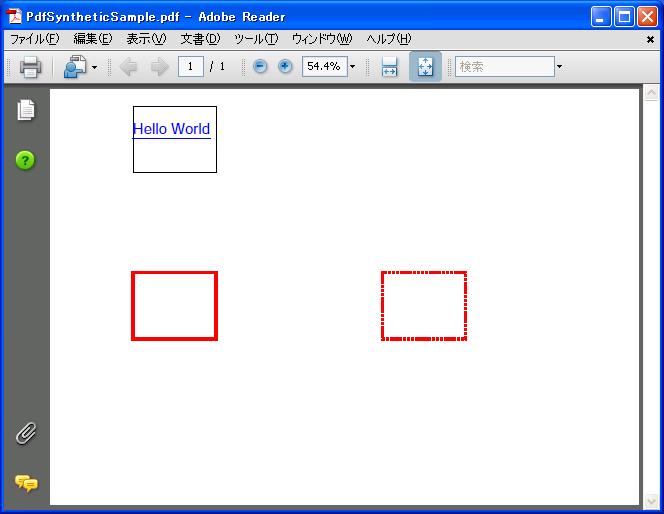 PdfSyntheticSample.pdf - Adobe Reader
ファイル(F) 編集(E) 表示(V) 文書(D) ツール(T) ウィンドウ(W) ヘルプ(H)
1 / 1 54.4% 検索
Hello World